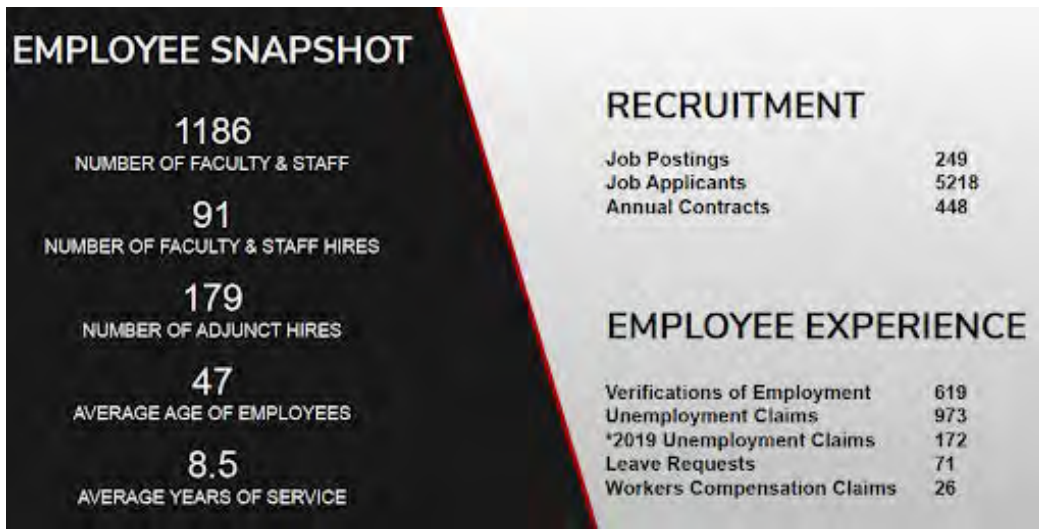 EMPLOYEE SNAPSHOT
1186
NUMBER OF FACULTY & STAFF
91
NUMBER OF FACULTY & STAFF HIRES
179
NUMBER OF ADJUNCT HIRES
47
AVERAGE AGE OF EMPLOYEES
8.5
AVERAGE YEARS OF SERVICE
RECRUITMENT
Job Postings 249
Job Applicants 5218
Annual Contracts 448
EMPLOYEE EXPERIENCE
Verifications of Employment 619
Unemployment Claims 973
*2019 Unemployment Claims 172
Leave Requests 71
Workers Compensation Claims 26